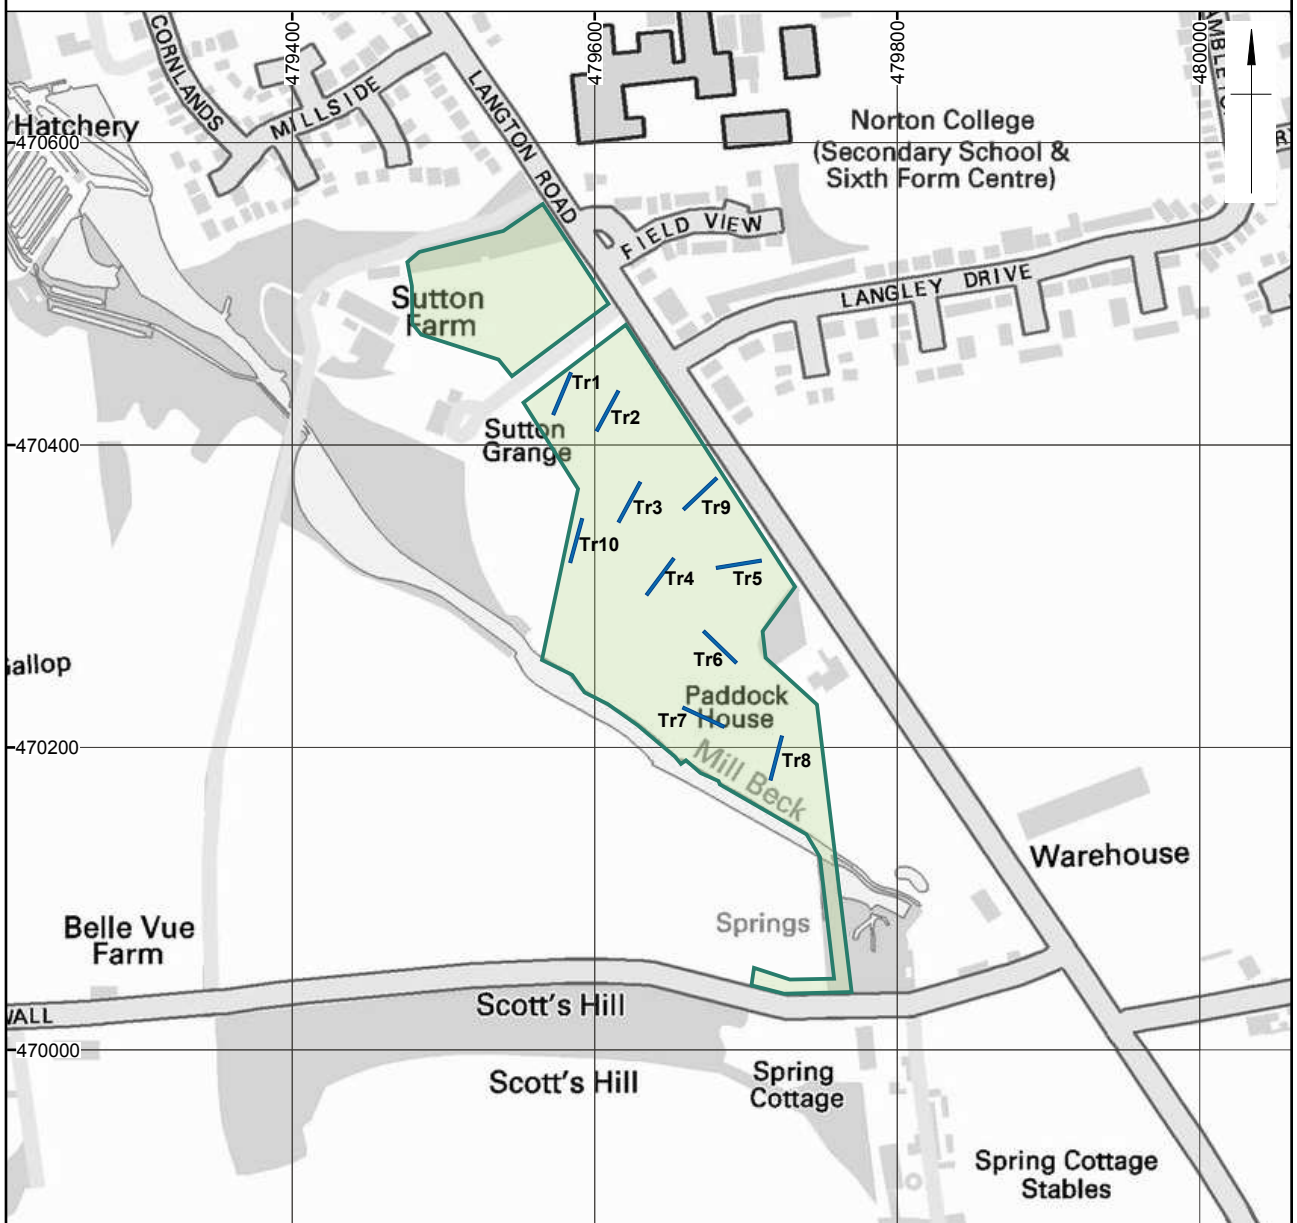 479400
479600
479800
480000
CORNLANDS
MILLSIDE
LANGTON ROAD
Hatchery
470600
Norton College
(Secondary School &
Sixth Form Centre)
FIELD VIEW
LANGLEY DRIVE
Sutton
Farm
Tr1
Tr2
Sutton
Grange
470400
Tr3
Tr9
Tr10
Tr4
Tr5
Tr6
Gallop
Paddock
House
Tr7
470200
Mill Beck
Tr8
Warehouse
Belle Vue
Farm
Springs
Scott's Hill
WALL
470000
Scott's Hill
Spring
Cottage
Spring Cottage
Stables